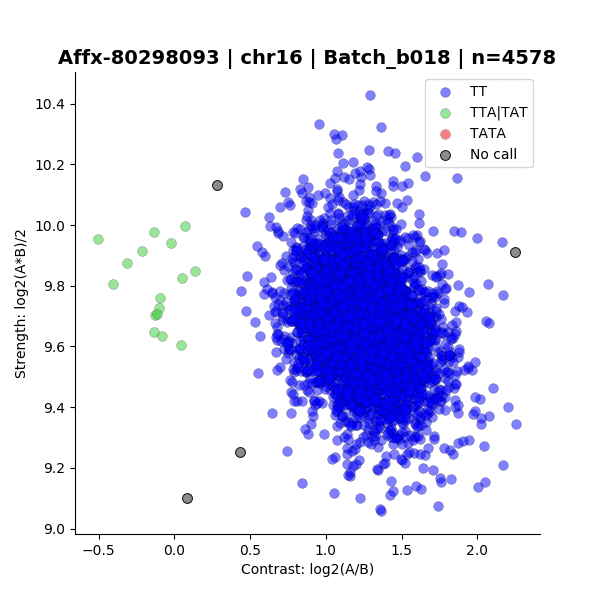 Affx-80298093 | chr16 | Batch_b018 | n=4578
TT
TTA|TAT
TATA
No call
10.4
10.2
10.0
9.8
9.6
9.4
9.2
9.0
Strength: log2(A*B)/2
−0.5
0.0
0.5
1.0
1.5
2.0
Contrast: log2(A/B)